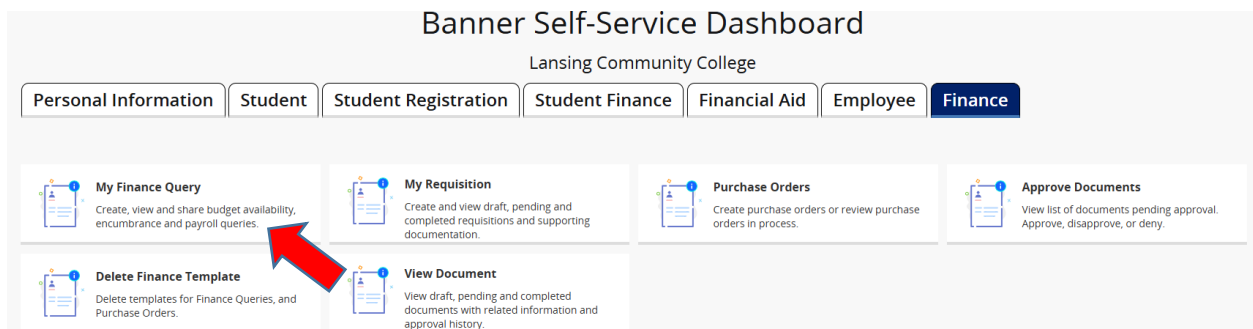 Banner Self-Service Dashboard
Lansing Community College
Personal Information Student Student Registration Student Finance Financial Aid Employee Finance
My Finance Query
Create, view and share budget availability,
encumbrance and payroll queries.
My Requisition
Create and view draft, pending and
completed requisitions and supporting
documentation.
Purchase Orders
Create purchase orders or review purchase
orders in process.
Approve Documents
View list of documents pending approval.
Approve, disapprove, or deny.
Delete Finance Template
Delete templates for Finance Queries, and
Purchase Orders.
View Document
View draft, pending and completed
documents with related information and
approval history.